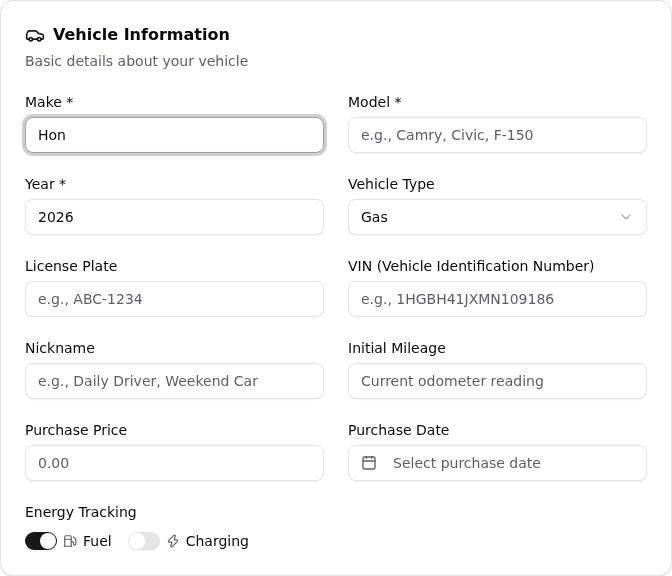 Vehicle Information
Basic details about your vehicle
Make *
Model *
Hon
e.g., Camry, Civic, F-150
Year *
Vehicle Type
2026
Gas
License Plate
VIN (Vehicle Identification Number)
e.g., ABC-1234
e.g., 1HGBH41JXMN109186
Nickname
Initial Mileage
e.g., Daily Driver, Weekend Car
Current odometer reading
Purchase Price
Purchase Date
0.00
Select purchase date
Energy Tracking
Fuel
Charging